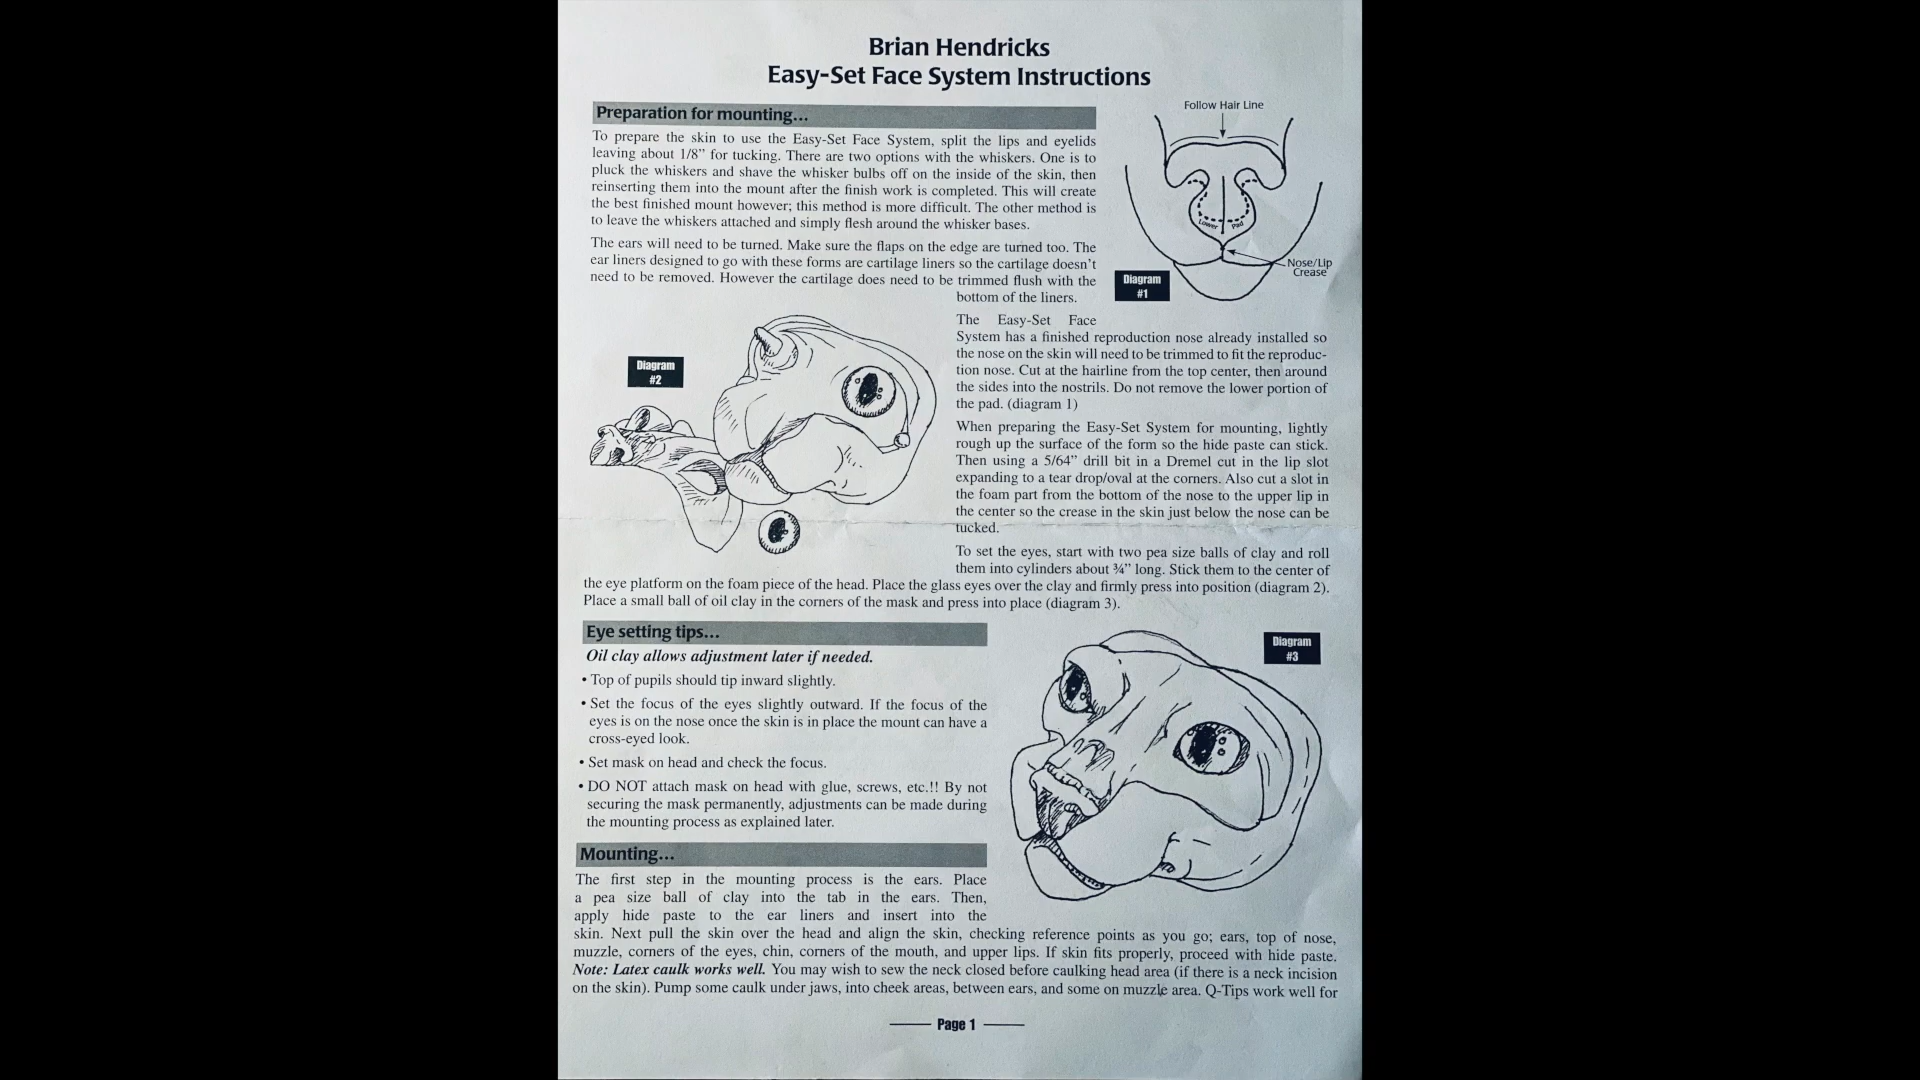 Brian Hendricks
Easy-Set Face System Instructions
Preparation for mounting...
To prepare the skin to use the Easy-Set Face System, split the lips and eyelids
leaving about 1/8" for tucking. There are two options with the whiskers. One is to
pluck the whiskers and shave the whisker bulbs off on the inside of the skin, then
reinserting them into the mount after the finish work is completed. This will create
the best finished mount however; this method is more difficult. The other method is
to leave the whiskers attached and simply flesh around the whisker bases.
The ears will need to be turned. Make sure the flaps on the edge are turned too. The
ear liners designed to go with these forms are cartilage liners so the cartilage doesn't
need to be removed. However the cartilage does need to be trimmed flush with the
bottom of the liners.
Follow Hair Line
Lower Pad
Nose/Lip
Crease
Diagram
#1
The Easy-Set Face
System has a finished reproduction nose already installed so
the nose on the skin will need to be trimmed to fit the reproduc-
tion nose. Cut at the hairline from the top center, then around
the sides into the nostrils. Do not remove the lower portion of
the pad. (diagram 1)
Diagram
#2
When preparing the Easy-Set System for mounting, lightly
rough up the surface of the form so the hide paste can stick.
Then using a 5/64" drill bit in a Dremel cut in the lip slot
expanding to a tear drop/oval at the corners. Also cut a slot in
the foam part from the bottom of the nose to the upper lip in
the center so the crease in the skin just below the nose can be
tucked.
To set the eyes, start with two pea size balls of clay and roll
them into cylinders about ¾" long. Stick them to the center of
the eye platform on the foam piece of the head. Place the glass eyes over the clay and firmly press into position (diagram 2).
Place a small ball of oil clay in the corners of the mask and press into place (diagram 3).
Eye setting tips...
Oil clay allows adjustment later if needed.
• Top of pupils should tip inward slightly.
• Set the focus of the eyes slightly outward. If the focus of the
eyes is on the nose once the skin is in place the mount can have a
cross-eyed look.
• Set mask on head and check the focus.
• DO NOT attach mask on head with glue, screws, etc.!! By not
securing the mask permanently, adjustments can be made during
the mounting process as explained later.
Diagram
#3
Mounting...
The first step in the mounting process is the ears. Place
a pea size ball of clay into the tab in the ears. Then,
apply hide paste to the ear liners and insert into the
skin. Next pull the skin over the head and align the skin, checking reference points as you go; ears, top of nose,
muzzle, corners of the eyes, chin, corners of the mouth, and upper lips. If skin fits properly, proceed with hide paste.
Note: Latex caulk works well. You may wish to sew the neck closed before caulking head area (if there is a neck incision
on the skin). Pump some caulk under jaws, into cheek areas, between ears, and some on muzzle area. Q-Tips work well for
Page 1